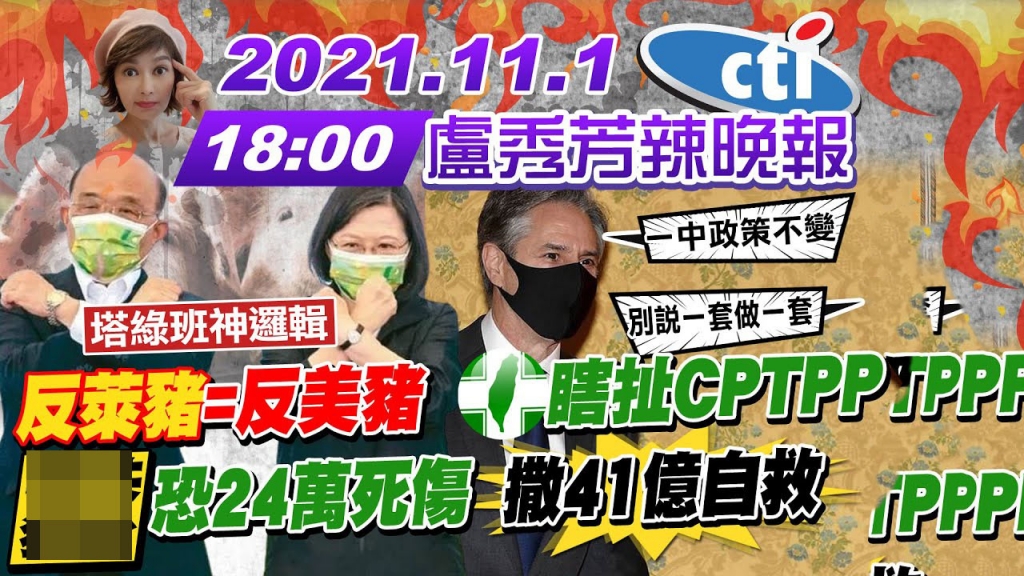 2021.11.1
cti
18:00
盧秀芳辣晚報
一中政策不變
別説一套做一套
塔綠班神邏輯
反萊豬=反美豬
瞎扯CPTPP
TPPP
恐24萬死傷
撒41億自救
TPPP